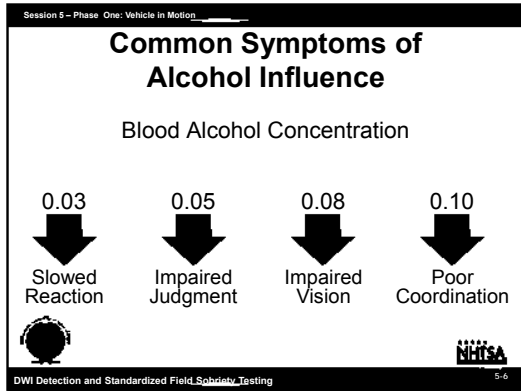 Session 5 – Phase One: Vehicle in Motion
Common Symptoms of
Alcohol Influence
Blood Alcohol Concentration
0.03 0.05 0.08 0.10
Slowed Impaired Impaired Poor
Reaction Judgment Vision Coordination
NHTSA
DWI Detection and Standardized Field Sobriety Testing 5-6